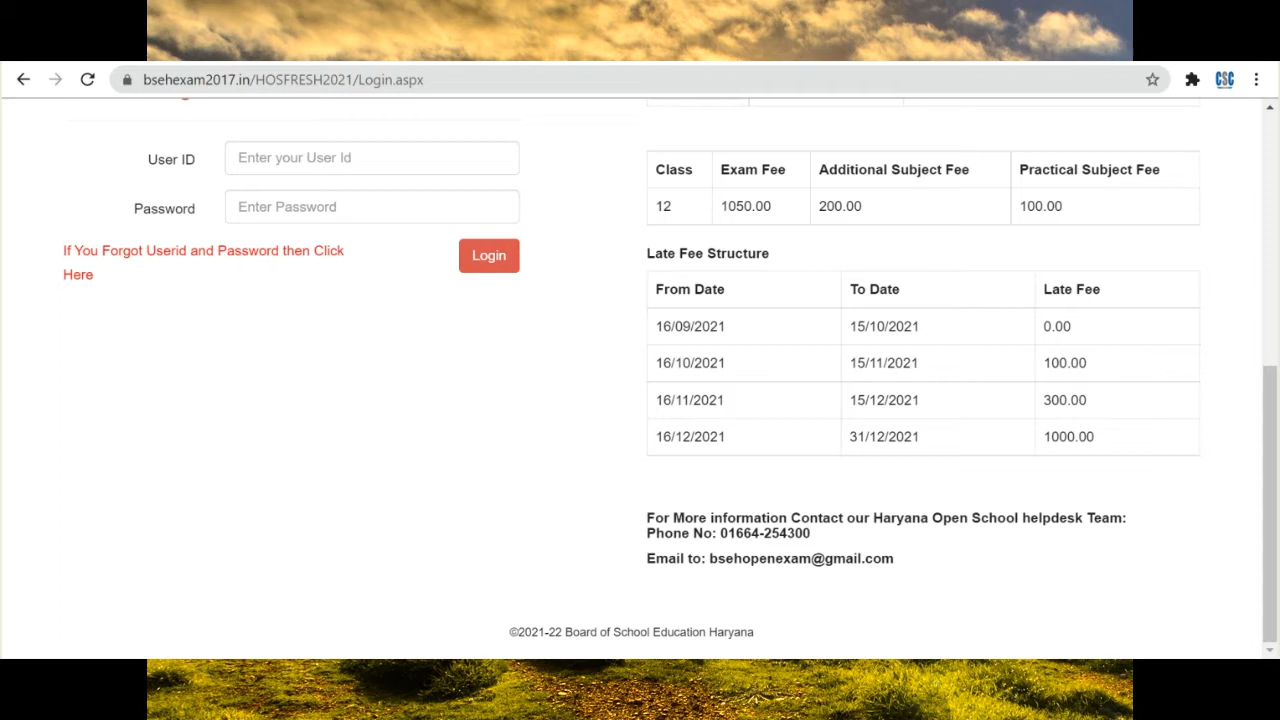 bsehexam2017.in/HOSFRESH2021/Login.aspx
CSC
User ID
Enter your User Id
Password
Enter Password
If You Forgot Userid and Password then Click
Here
Login
Class Exam Fee Additional Subject Fee Practical Subject Fee
12 1050.00 200.00 100.00
Late Fee Structure
From Date To Date Late Fee
16/09/2021 15/10/2021 0.00
16/10/2021 15/11/2021 100.00
16/11/2021 15/12/2021 300.00
16/12/2021 31/12/2021 1000.00
For More information Contact our Haryana Open School helpdesk Team:
Phone No: 01664-254300
Email to: bsehopenexam@gmail.com
©2021-22 Board of School Education Haryana